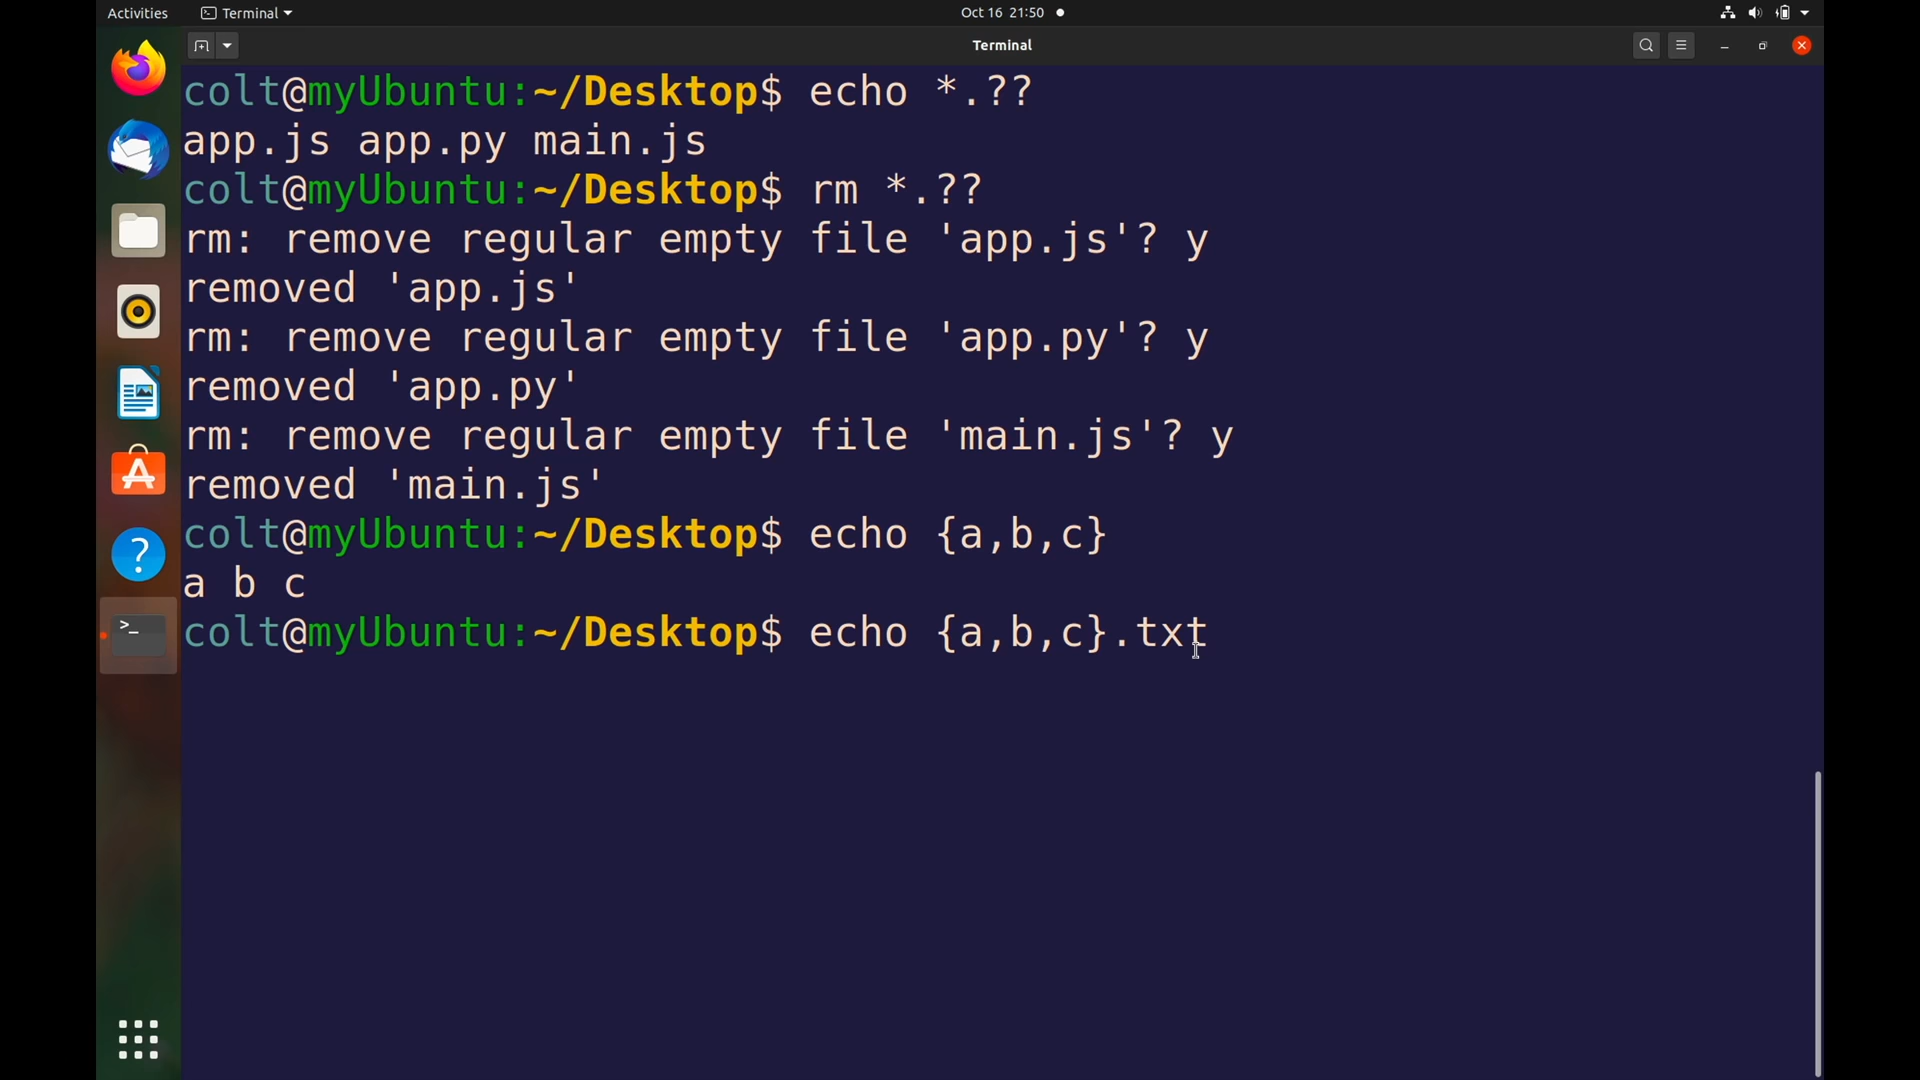 Activities Terminal Oct 16 21:50
Terminal
colt@myUbuntu:~/Desktop$ echo *.??
app.js app.py main.js
colt@myUbuntu:~/Desktop$ rm *.??
rm: remove regular empty file 'app.js'? y
removed 'app.js'
rm: remove regular empty file 'app.py'? y
removed 'app.py'
rm: remove regular empty file 'main.js'? y
removed 'main.js'
colt@myUbuntu:~/Desktop$ echo {a,b,c}
a b c
colt@myUbuntu:~/Desktop$ echo {a,b,c}.txt